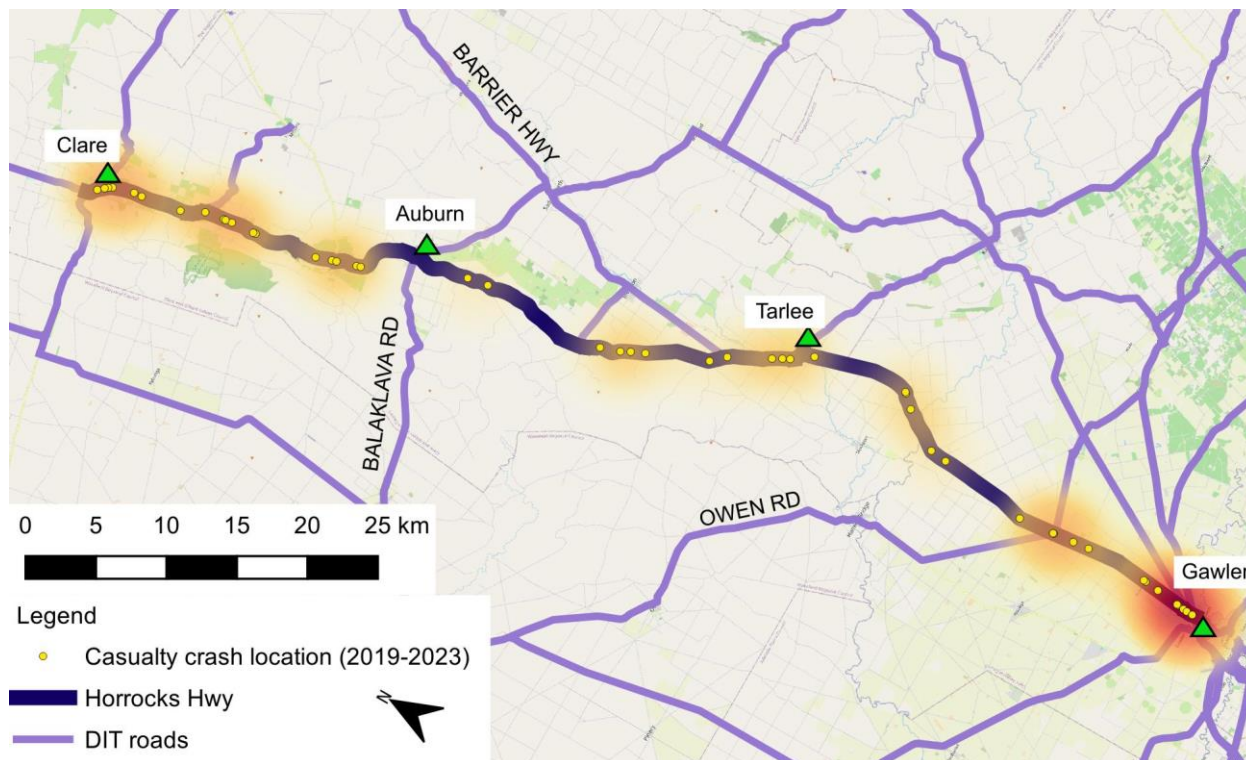 Clare
BARRIER HWY
Auburn
Tarlee
BALAKLAVA RD
OWEN RD
Gawler
0 5 10 15 20 25 km
Legend
Casualty crash location (2019-2023)
Horrocks Hwy
N
DIT roads